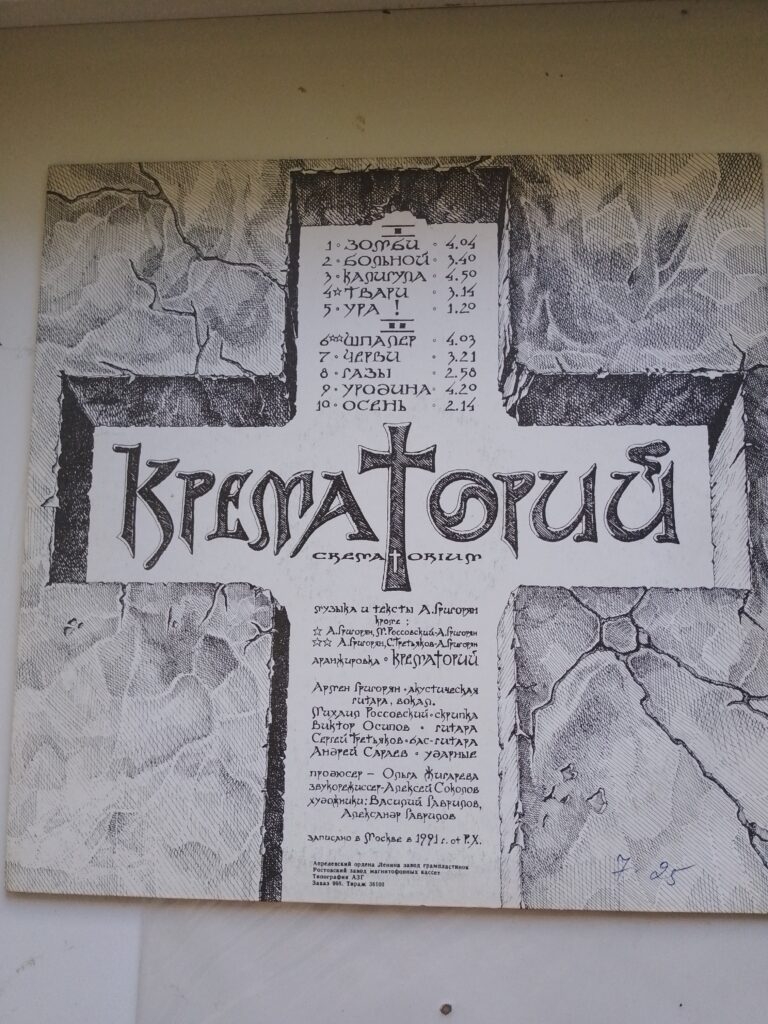 I
1 ∘ ЗОМБИ ∘ 4.04
2 ∘ БОЛЬНОЙ ∘ 3.40
3 ∘ КАЛИГУЛА ∘ 4.50
4 ☆ ТВАРИ ∘ 3.14
5 ∘ УРА ! ∘ 1.20
II
6 ☆☆ ШПАЛЕР ∘ 4.03
7 ∘ ЧЕРВИ ∘ 3.21
8 ∘ ГАЗЫ ∘ 2.58
9 ∘ УРОДИНА ∘ 4.20
10 ∘ ОСЕНЬ ∘ 2.14
КРЕМАТОРИЙ
CREMATORIUM
музыка и тексты А.Григорян
кроме :
☆ А.Григорян, М.Россовский-А.Григорян
☆☆ А.Григорян, С.Третьяков-А.Григорян
аранжировка ∘ КРЕМАТОРИЙ
Армен Григорян ∘ акустическая
гитара, вокал.
Михаил Россовский ∘ скрипка
Виктор Осипов ∘ гитара
Сергей Третьяков ∘ бас-гитара
Андрей Сараев ∘ ударные
продюсер – Ольга Жигарева
звукорежиссер-Алексей Соколов
художники: Василий Гаврилов,
Александр Гаврилов
записано в Москве в 1991 г. от Р.Х.
Апрелевский ордена Ленина завод грампластинок
Ростовский завод магнитофонных кассет
Типография АЗГ
Заказ Тираж
7-25